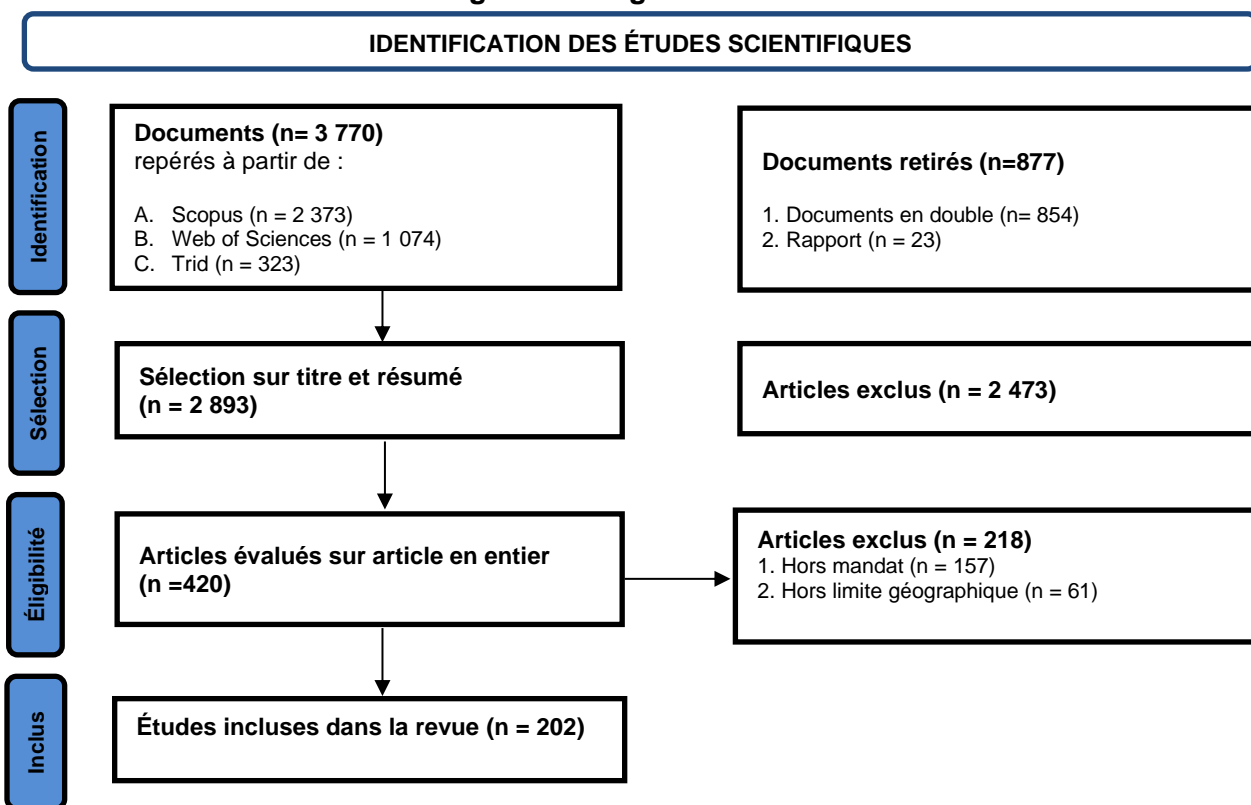 IDENTIFICATION DES ÉTUDES SCIENTIFIQUES
Identification
Documents (n= 3 770)
repérés à partir de :
A. Scopus (n = 2 373)
B. Web of Sciences (n = 1 074)
C. Trid (n = 323)
Documents retirés (n=877)
1. Documents en double (n= 854)
2. Rapport (n = 23)
Sélection
Sélection sur titre et résumé
(n = 2 893)
Articles exclus (n = 2 473)
Éligibilité
Articles évalués sur article en entier
(n =420)
Articles exclus (n = 218)
1. Hors mandat (n = 157)
2. Hors limite géographique (n = 61)
Inclus
Études incluses dans la revue (n = 202)